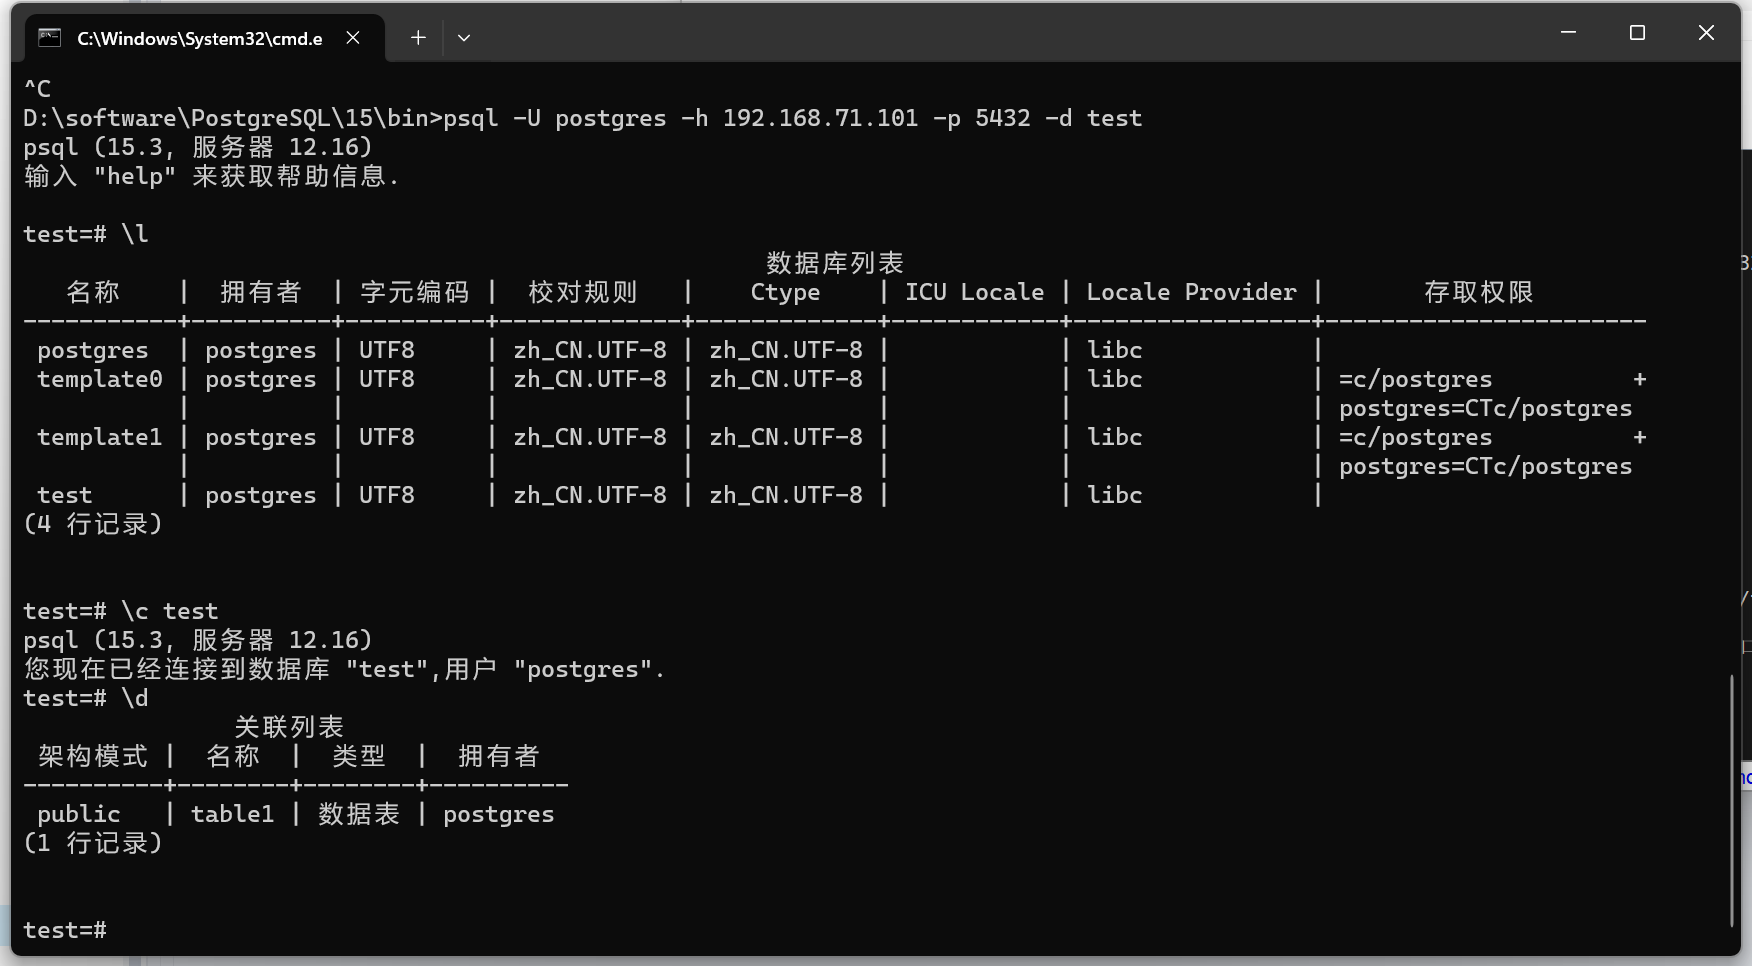 C:\Windows\System32\cmd.e
^C
D:\software\PostgreSQL\15\bin>psql -U postgres -h 192.168.71.101 -p 5432 -d test
psql (15.3, 服务器 12.16)
输入 "help" 来获取帮助信息.
test=# \l
数据库列表
名称 | 拥有者 | 字元编码 | 校对规则 | Ctype | ICU Locale | Locale Provider | 存取权限
-----------+----------+----------+-------------+-------------+------------+-----------------+-----------------------
postgres | postgres | UTF8 | zh_CN.UTF-8 | zh_CN.UTF-8 | | libc |
template0 | postgres | UTF8 | zh_CN.UTF-8 | zh_CN.UTF-8 | | libc | =c/postgres +
| | | | | | | postgres=CTc/postgres
template1 | postgres | UTF8 | zh_CN.UTF-8 | zh_CN.UTF-8 | | libc | =c/postgres +
| | | | | | | postgres=CTc/postgres
test | postgres | UTF8 | zh_CN.UTF-8 | zh_CN.UTF-8 | | libc |
(4 行记录)
test=# \c test
psql (15.3, 服务器 12.16)
您现在已经连接到数据库 "test",用户 "postgres".
test=# \d
关联列表
架构模式 | 名称 | 类型 | 拥有者
----------+--------+--------+----------
public | table1 | 数据表 | postgres
(1 行记录)
test=#